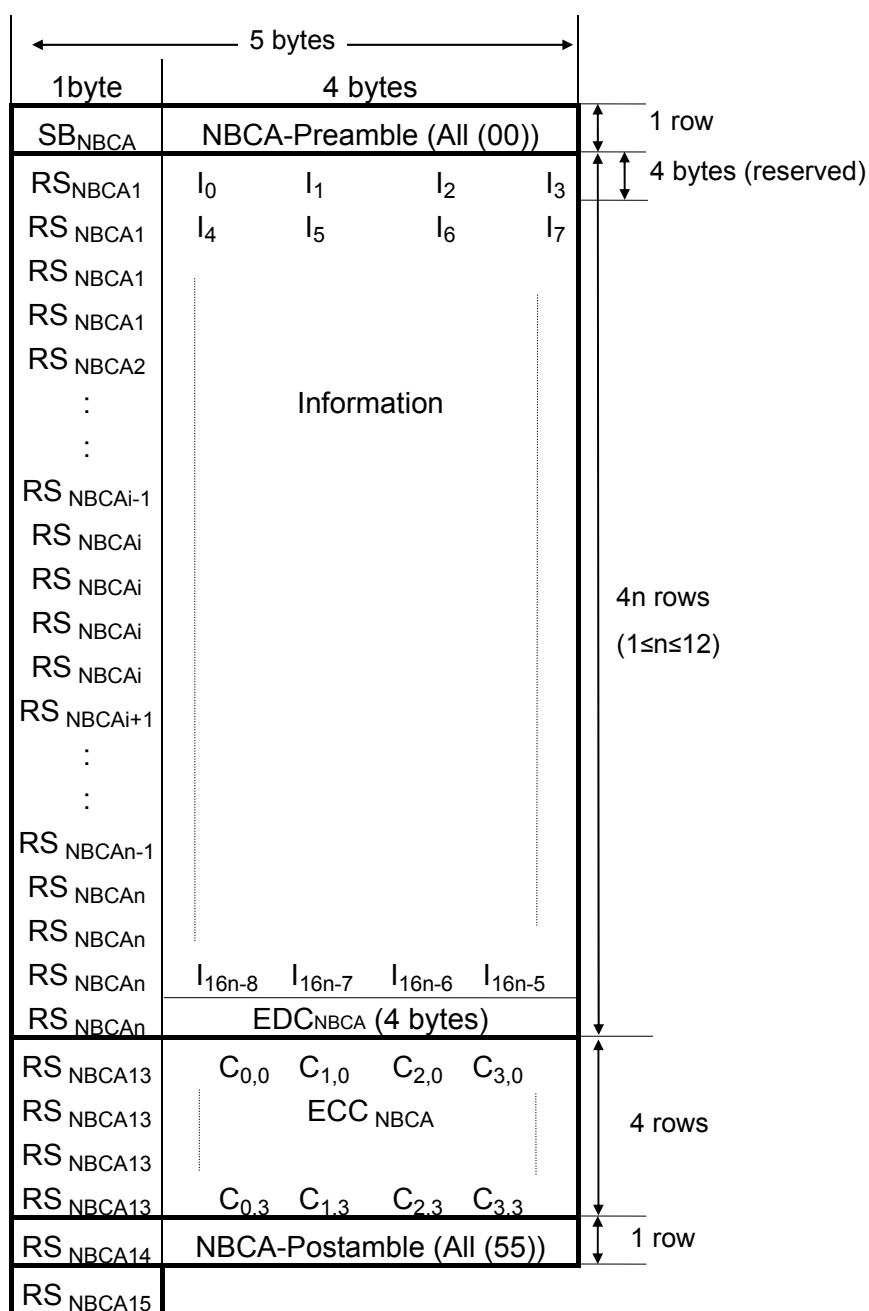 5 bytes
1byte 4 bytes
SBNBCA NBCA-Preamble (All (00)) 1 row
RSNBCA1 I0 I1 I2 I3 4 bytes (reserved)
RS NBCA1 I4 I5 I6 I7
RS NBCA1
RS NBCA1
RS NBCA2
: Information
:
RS NBCAi-1
RS NBCAi
RS NBCAi
RS NBCAi
RS NBCAi
4n rows
(1≤n≤12)
RS NBCAi+1
:
:
RS NBCAn-1
RS NBCAn
RS NBCAn
RS NBCAn I16n-8 I16n-7 I16n-6 I16n-5
RS NBCAn EDCNBCA (4 bytes)
RS NBCA13 C0,0 C1,0 C2,0 C3,0
RS NBCA13 ECC NBCA 4 rows
RS NBCA13
RS NBCA13 C0,3 C1,3 C2,3 C3,3
RS NBCA14 NBCA-Postamble (All (55)) 1 row
RS NBCA15